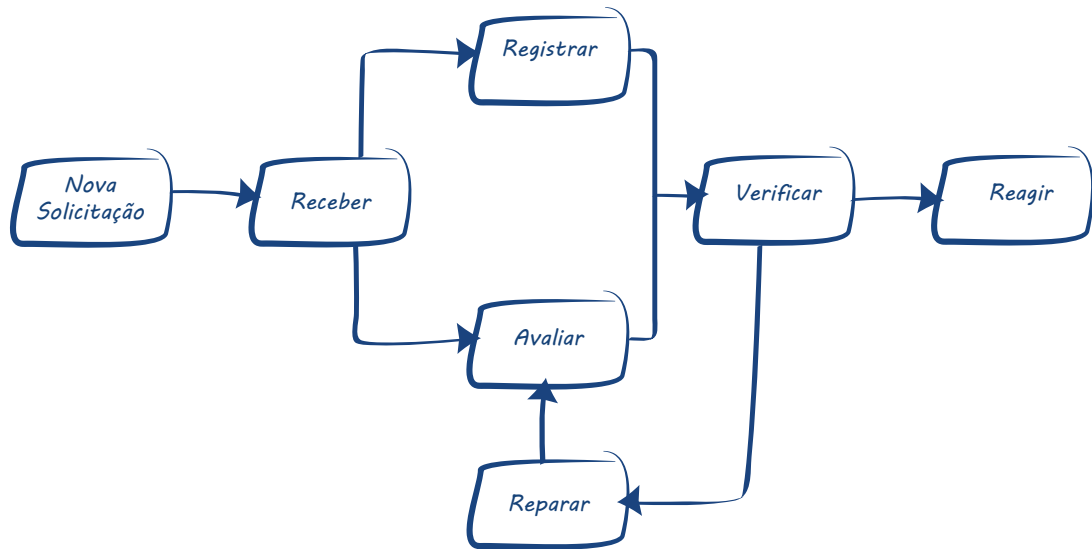 Nova
Solicitação
Receber
Registrar
Avaliar
Reparar
Verificar
Reagir